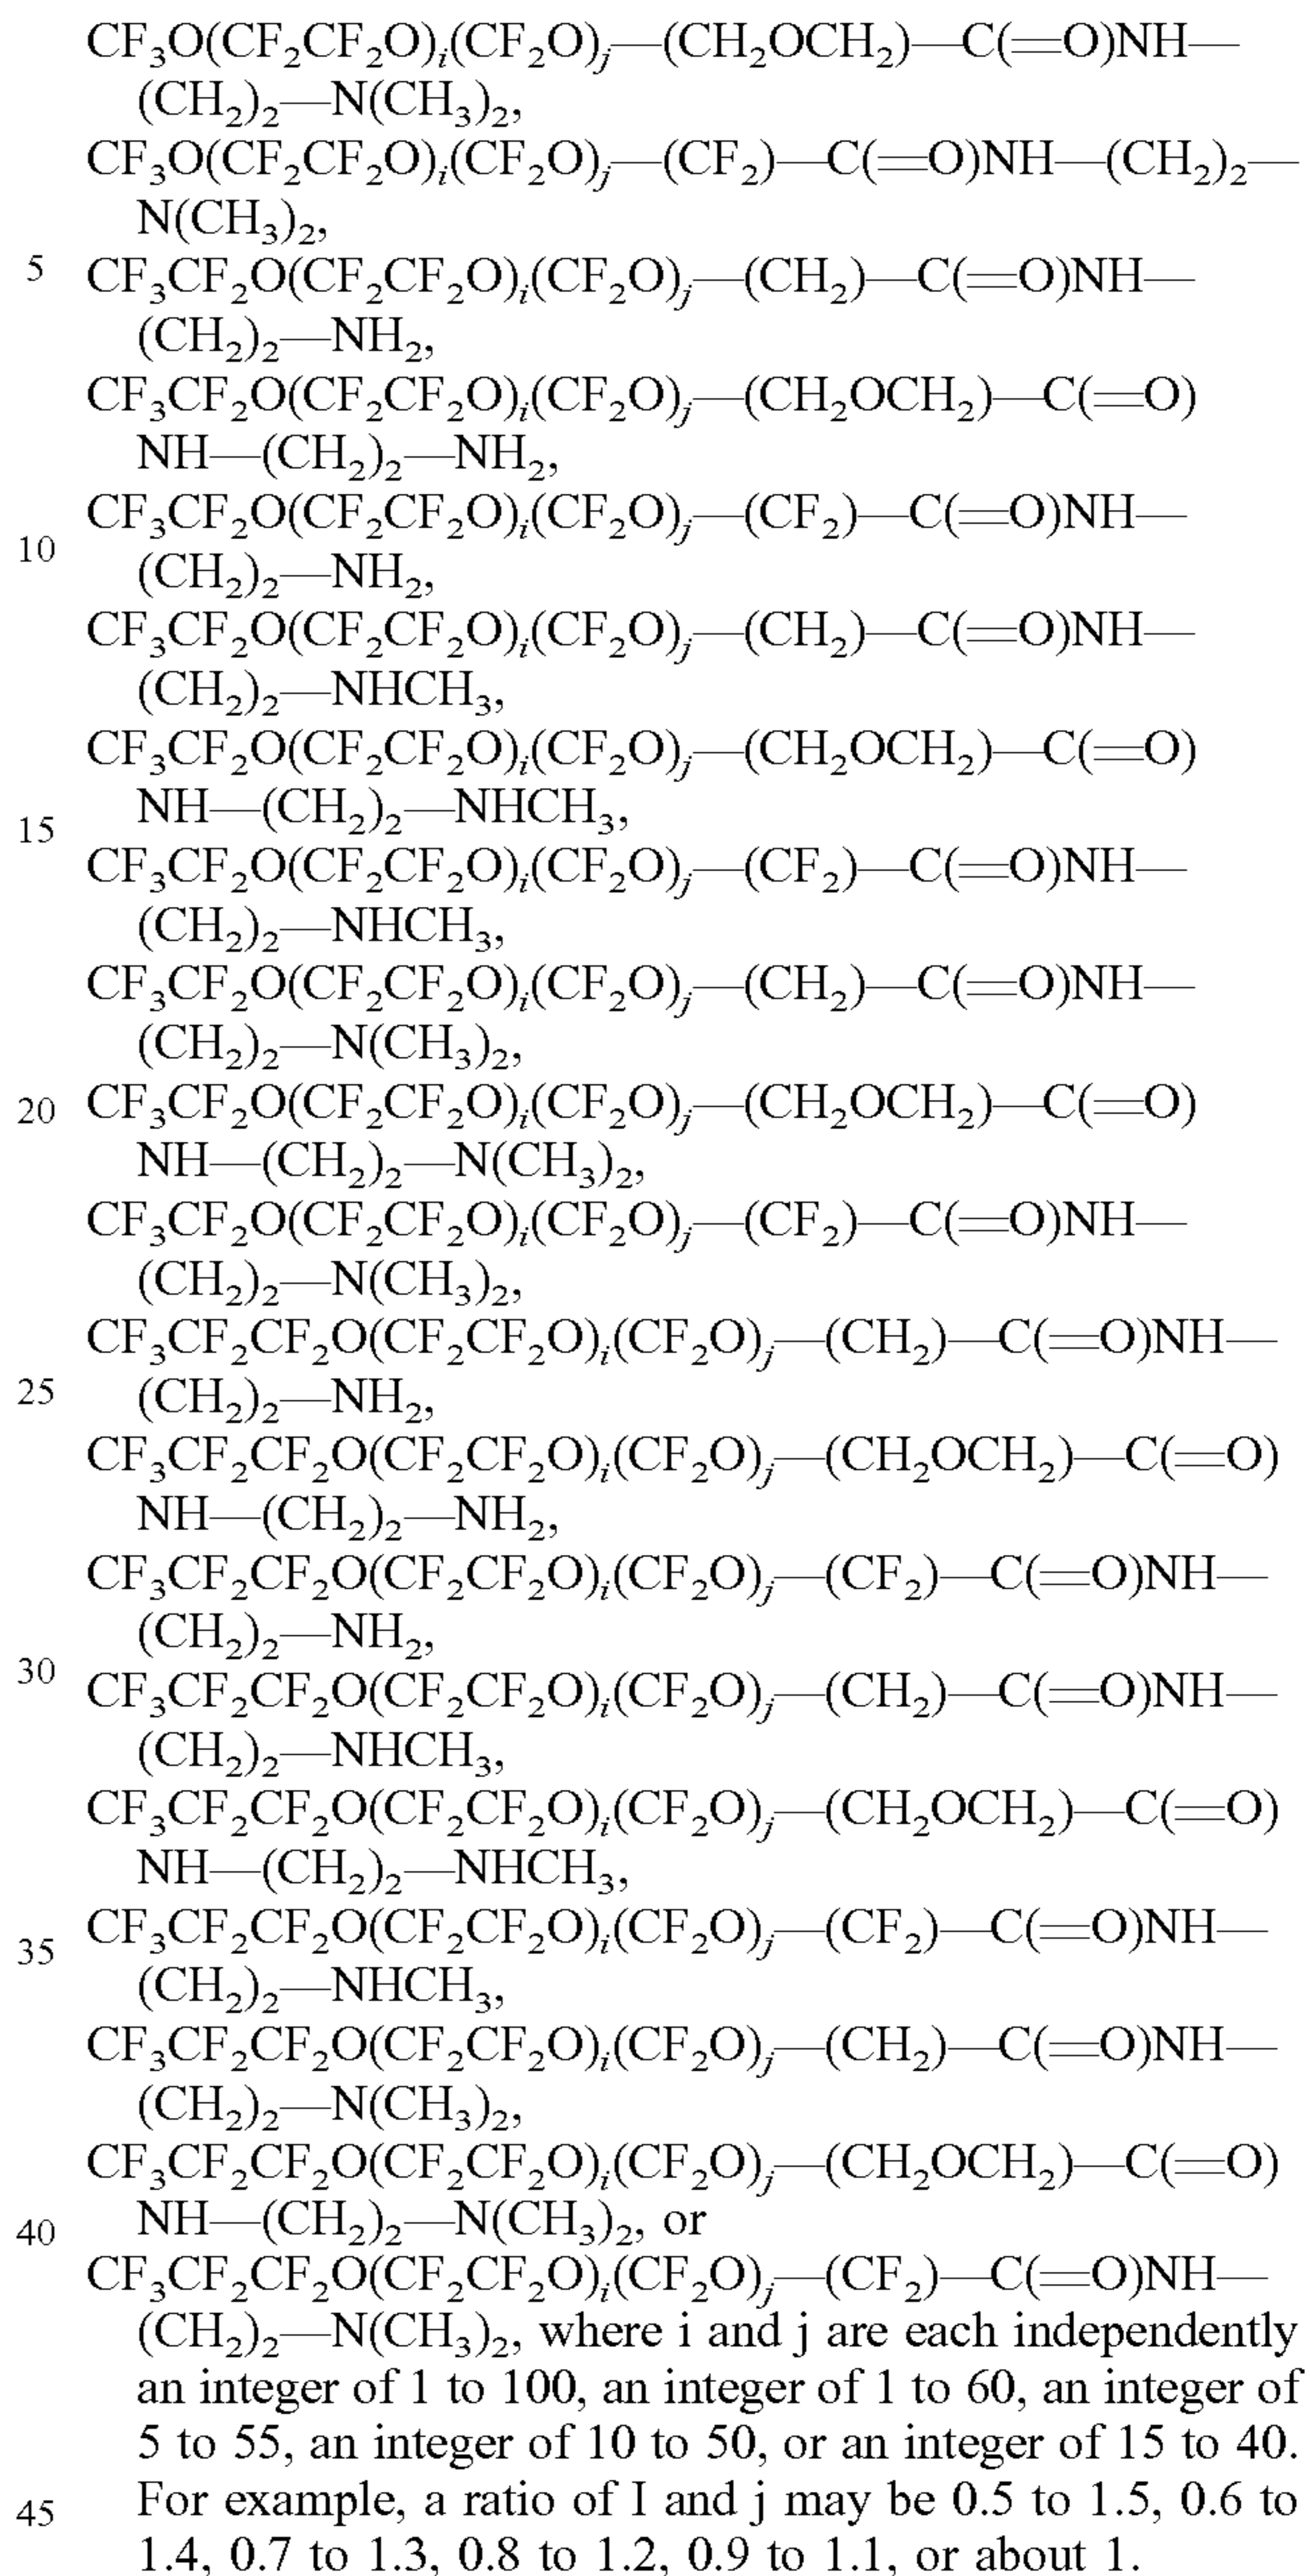 CF₃O(CF₂CF₂O)ᵢ(CF₂O)ⱼ—(CH₂OCH₂)—C(=O)NH—
(CH₂)₂—N(CH₃)₂,
CF₃O(CF₂CF₂O)ᵢ(CF₂O)ⱼ—(CF₂)—C(=O)NH—(CH₂)₂—
N(CH₃)₂,
5 CF₃CF₂O(CF₂CF₂O)ᵢ(CF₂O)ⱼ—(CH₂)—C(=O)NH—
(CH₂)₂—NH₂,
CF₃CF₂O(CF₂CF₂O)ᵢ(CF₂O)ⱼ—(CH₂OCH₂)—C(=O)
NH—(CH₂)₂—NH₂,
CF₃CF₂O(CF₂CF₂O)ᵢ(CF₂O)ⱼ—(CF₂)—C(=O)NH—
10 (CH₂)₂—NH₂,
CF₃CF₂O(CF₂CF₂O)ᵢ(CF₂O)ⱼ—(CH₂)—C(=O)NH—
(CH₂)₂—NHCH₃,
CF₃CF₂O(CF₂CF₂O)ᵢ(CF₂O)ⱼ—(CH₂OCH₂)—C(=O)
15 NH—(CH₂)₂—NHCH₃,
CF₃CF₂O(CF₂CF₂O)ᵢ(CF₂O)ⱼ—(CF₂)—C(=O)NH—
(CH₂)₂—NHCH₃,
CF₃CF₂O(CF₂CF₂O)ᵢ(CF₂O)ⱼ—(CH₂)—C(=O)NH—
(CH₂)₂—N(CH₃)₂,
20 CF₃CF₂O(CF₂CF₂O)ᵢ(CF₂O)ⱼ—(CH₂OCH₂)—C(=O)
NH—(CH₂)₂—N(CH₃)₂,
CF₃CF₂O(CF₂CF₂O)ᵢ(CF₂O)ⱼ—(CF₂)—C(=O)NH—
(CH₂)₂—N(CH₃)₂,
CF₃CF₂CF₂O(CF₂CF₂O)ᵢ(CF₂O)ⱼ—(CH₂)—C(=O)NH—
25 (CH₂)₂—NH₂,
CF₃CF₂CF₂O(CF₂CF₂O)ᵢ(CF₂O)ⱼ—(CH₂OCH₂)—C(=O)
NH—(CH₂)₂—NH₂,
CF₃CF₂CF₂O(CF₂CF₂O)ᵢ(CF₂O)ⱼ—(CF₂)—C(=O)NH—
(CH₂)₂—NH₂,
30 CF₃CF₂CF₂O(CF₂CF₂O)ᵢ(CF₂O)ⱼ—(CH₂)—C(=O)NH—
(CH₂)₂—NHCH₃,
CF₃CF₂CF₂O(CF₂CF₂O)ᵢ(CF₂O)ⱼ—(CH₂OCH₂)—C(=O)
NH—(CH₂)₂—NHCH₃,
35 CF₃CF₂CF₂O(CF₂CF₂O)ᵢ(CF₂O)ⱼ—(CF₂)—C(=O)NH—
(CH₂)₂—NHCH₃,
CF₃CF₂CF₂O(CF₂CF₂O)ᵢ(CF₂O)ⱼ—(CH₂)—C(=O)NH—
(CH₂)₂—N(CH₃)₂,
CF₃CF₂CF₂O(CF₂CF₂O)ᵢ(CF₂O)ⱼ—(CH₂OCH₂)—C(=O)
40 NH—(CH₂)₂—N(CH₃)₂, or
CF₃CF₂CF₂O(CF₂CF₂O)ᵢ(CF₂O)ⱼ—(CF₂)—C(=O)NH—
(CH₂)₂—N(CH₃)₂, where i and j are each independently
an integer of 1 to 100, an integer of 1 to 60, an integer of
5 to 55, an integer of 10 to 50, or an integer of 15 to 40.
45 For example, a ratio of I and j may be 0.5 to 1.5, 0.6 to
1.4, 0.7 to 1.3, 0.8 to 1.2, 0.9 to 1.1, or about 1.